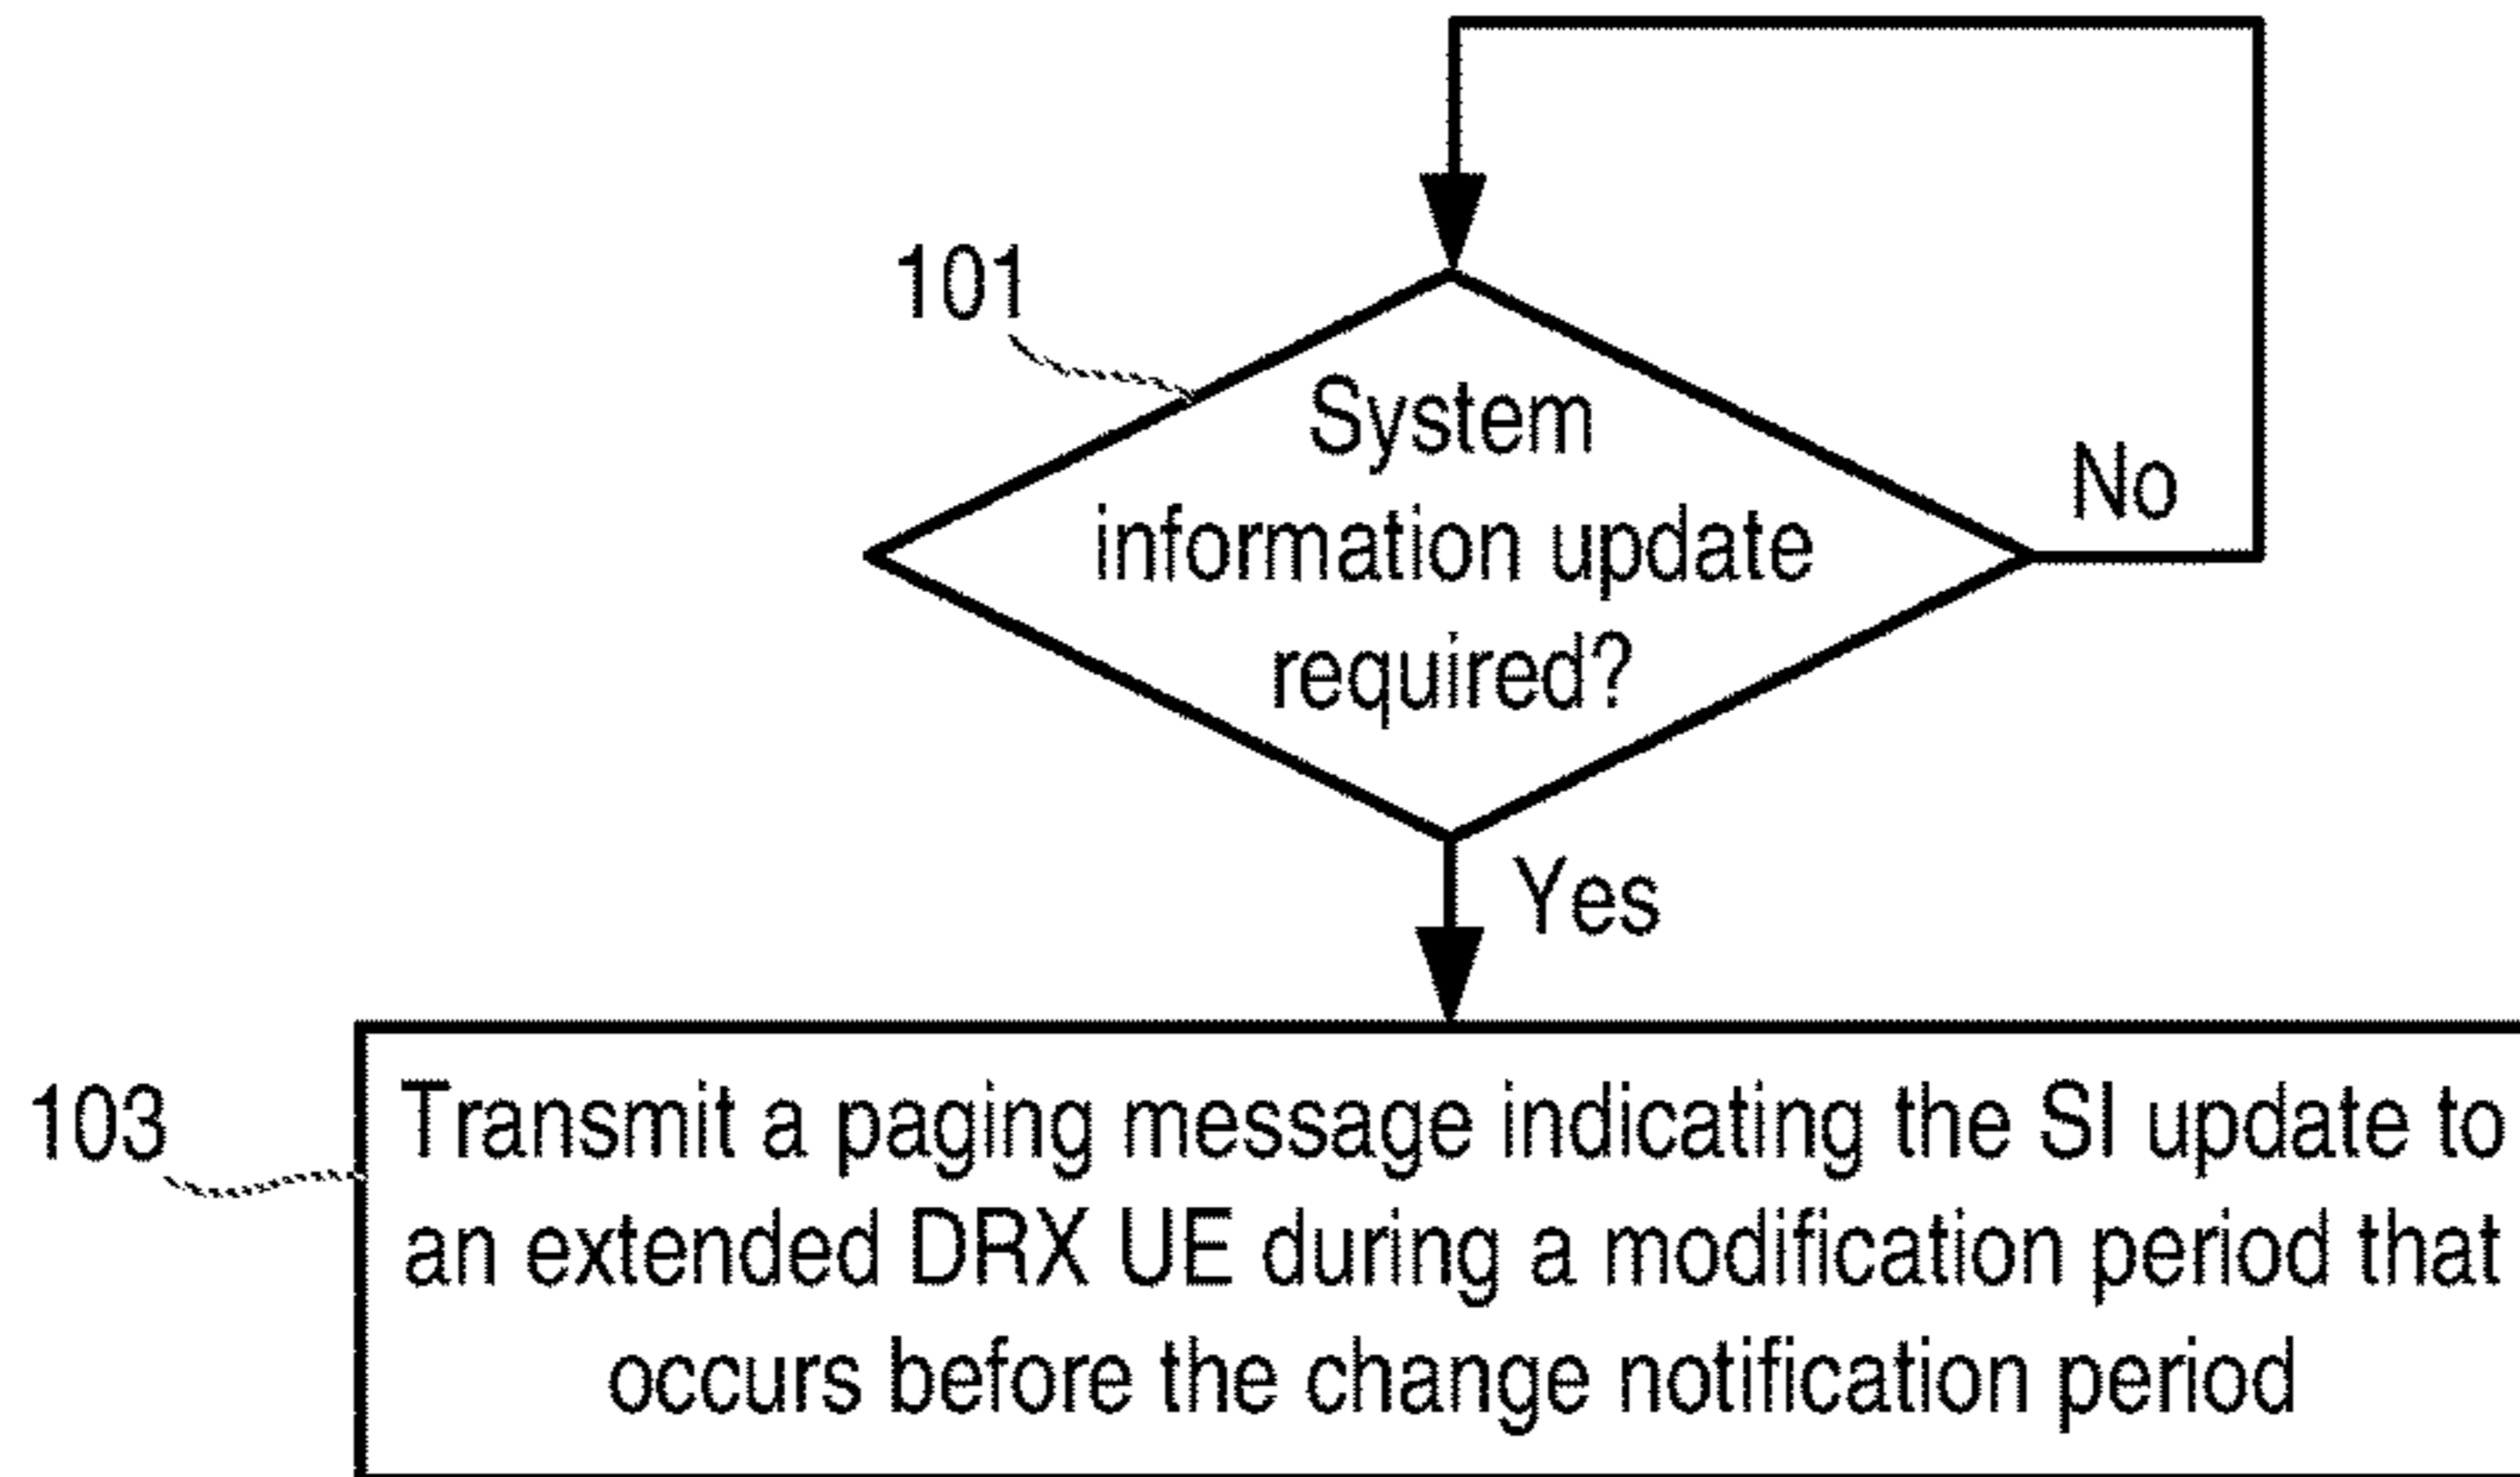 101
System
information update
required?
No
Yes
103
Transmit a paging message indicating the SI update to
an extended DRX UE during a modification period that
occurs before the change notification period